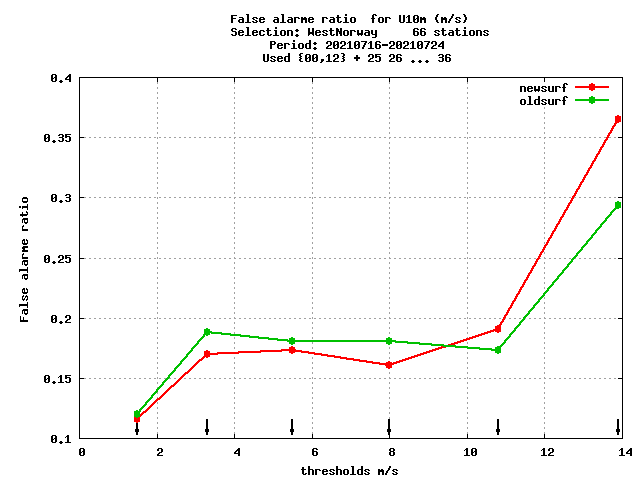 False alarme ratio  for U10m (m/s)
Selection: WestNorway     66 stations
Period: 20210716-20210724
Used {00,12} + 25 26 ... 36
newsurf
oldsurf
0.4
0.35
0.3
0.25
0.2
0.15
0.1
False alarme ratio
0 2 4 6 8 10 12 14
thresholds m/s